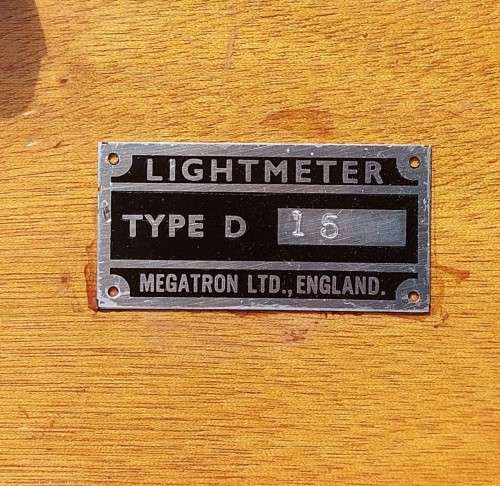 LIGHTMETER
TYPE D 15
MEGATRON LTD., ENGLAND.